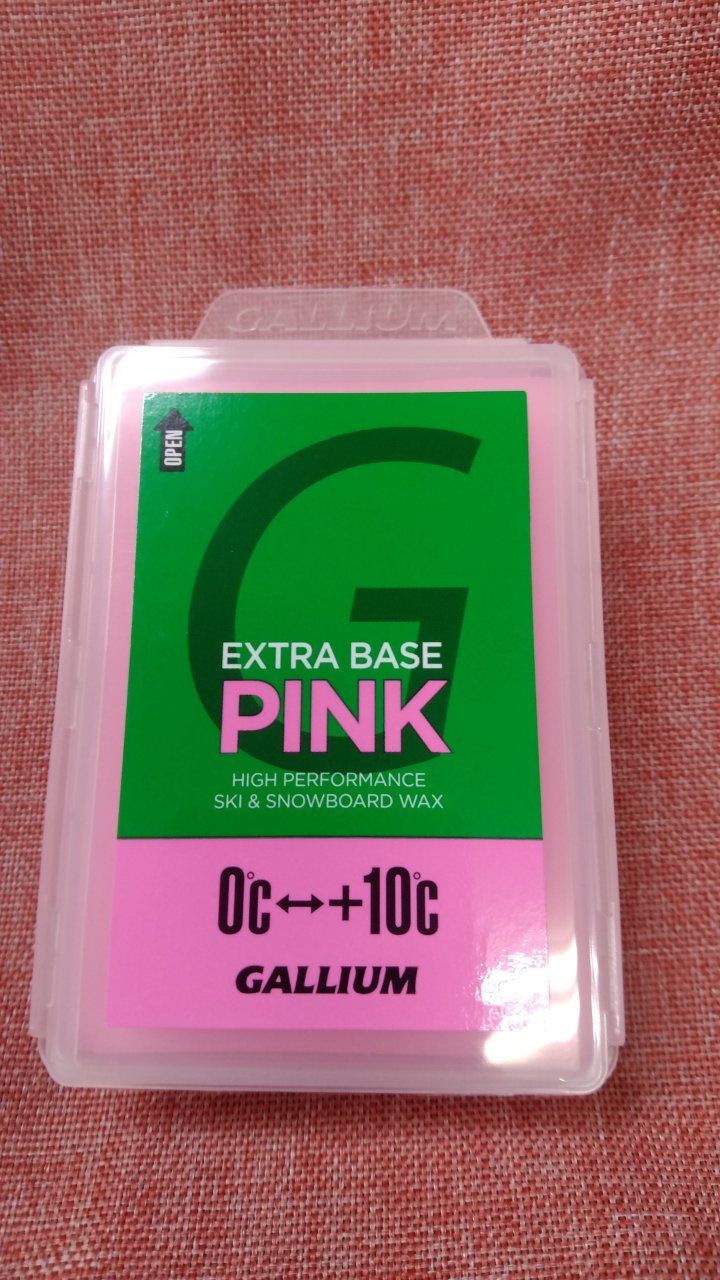 GALLIUM
OPEN
G
EXTRA BASE
PINK
HIGH PERFORMANCE
SKI & SNOWBOARD WAX
0°C↔+10°C
GALLIUM